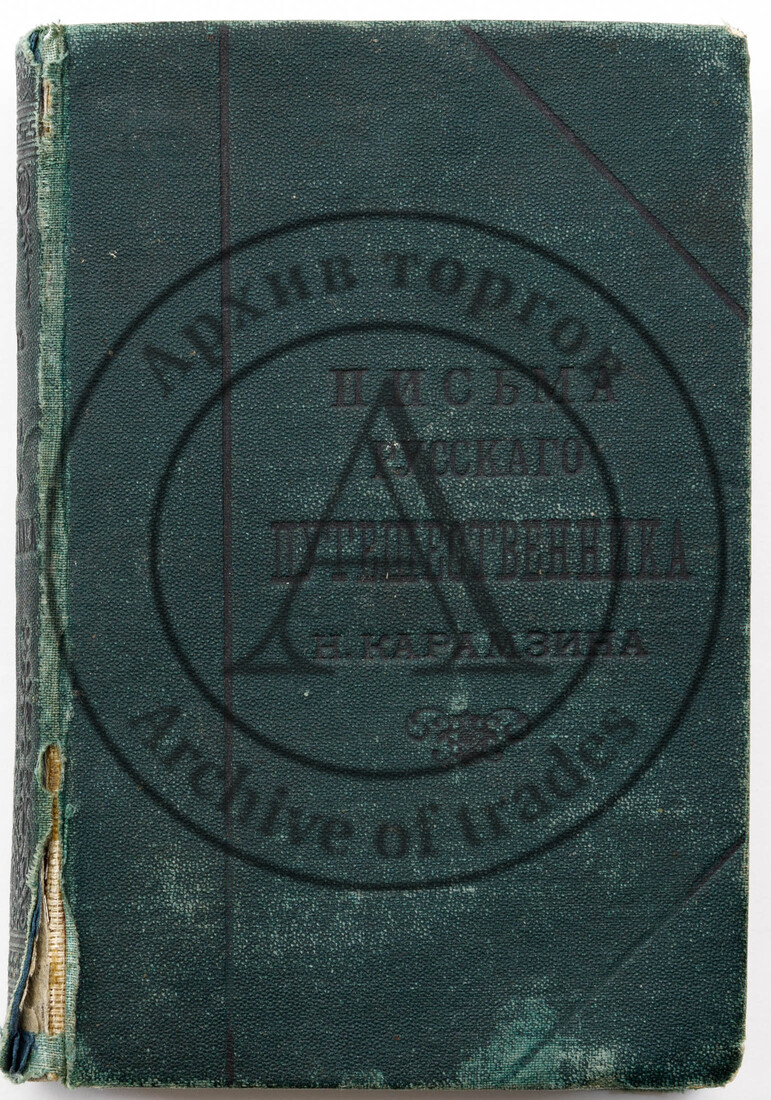 Архив торгов
ПИСЬМА
РУССКАГО
ПУТЕШЕСТВЕННИКА
Н. КАРАМЗИНА
Archive of trades